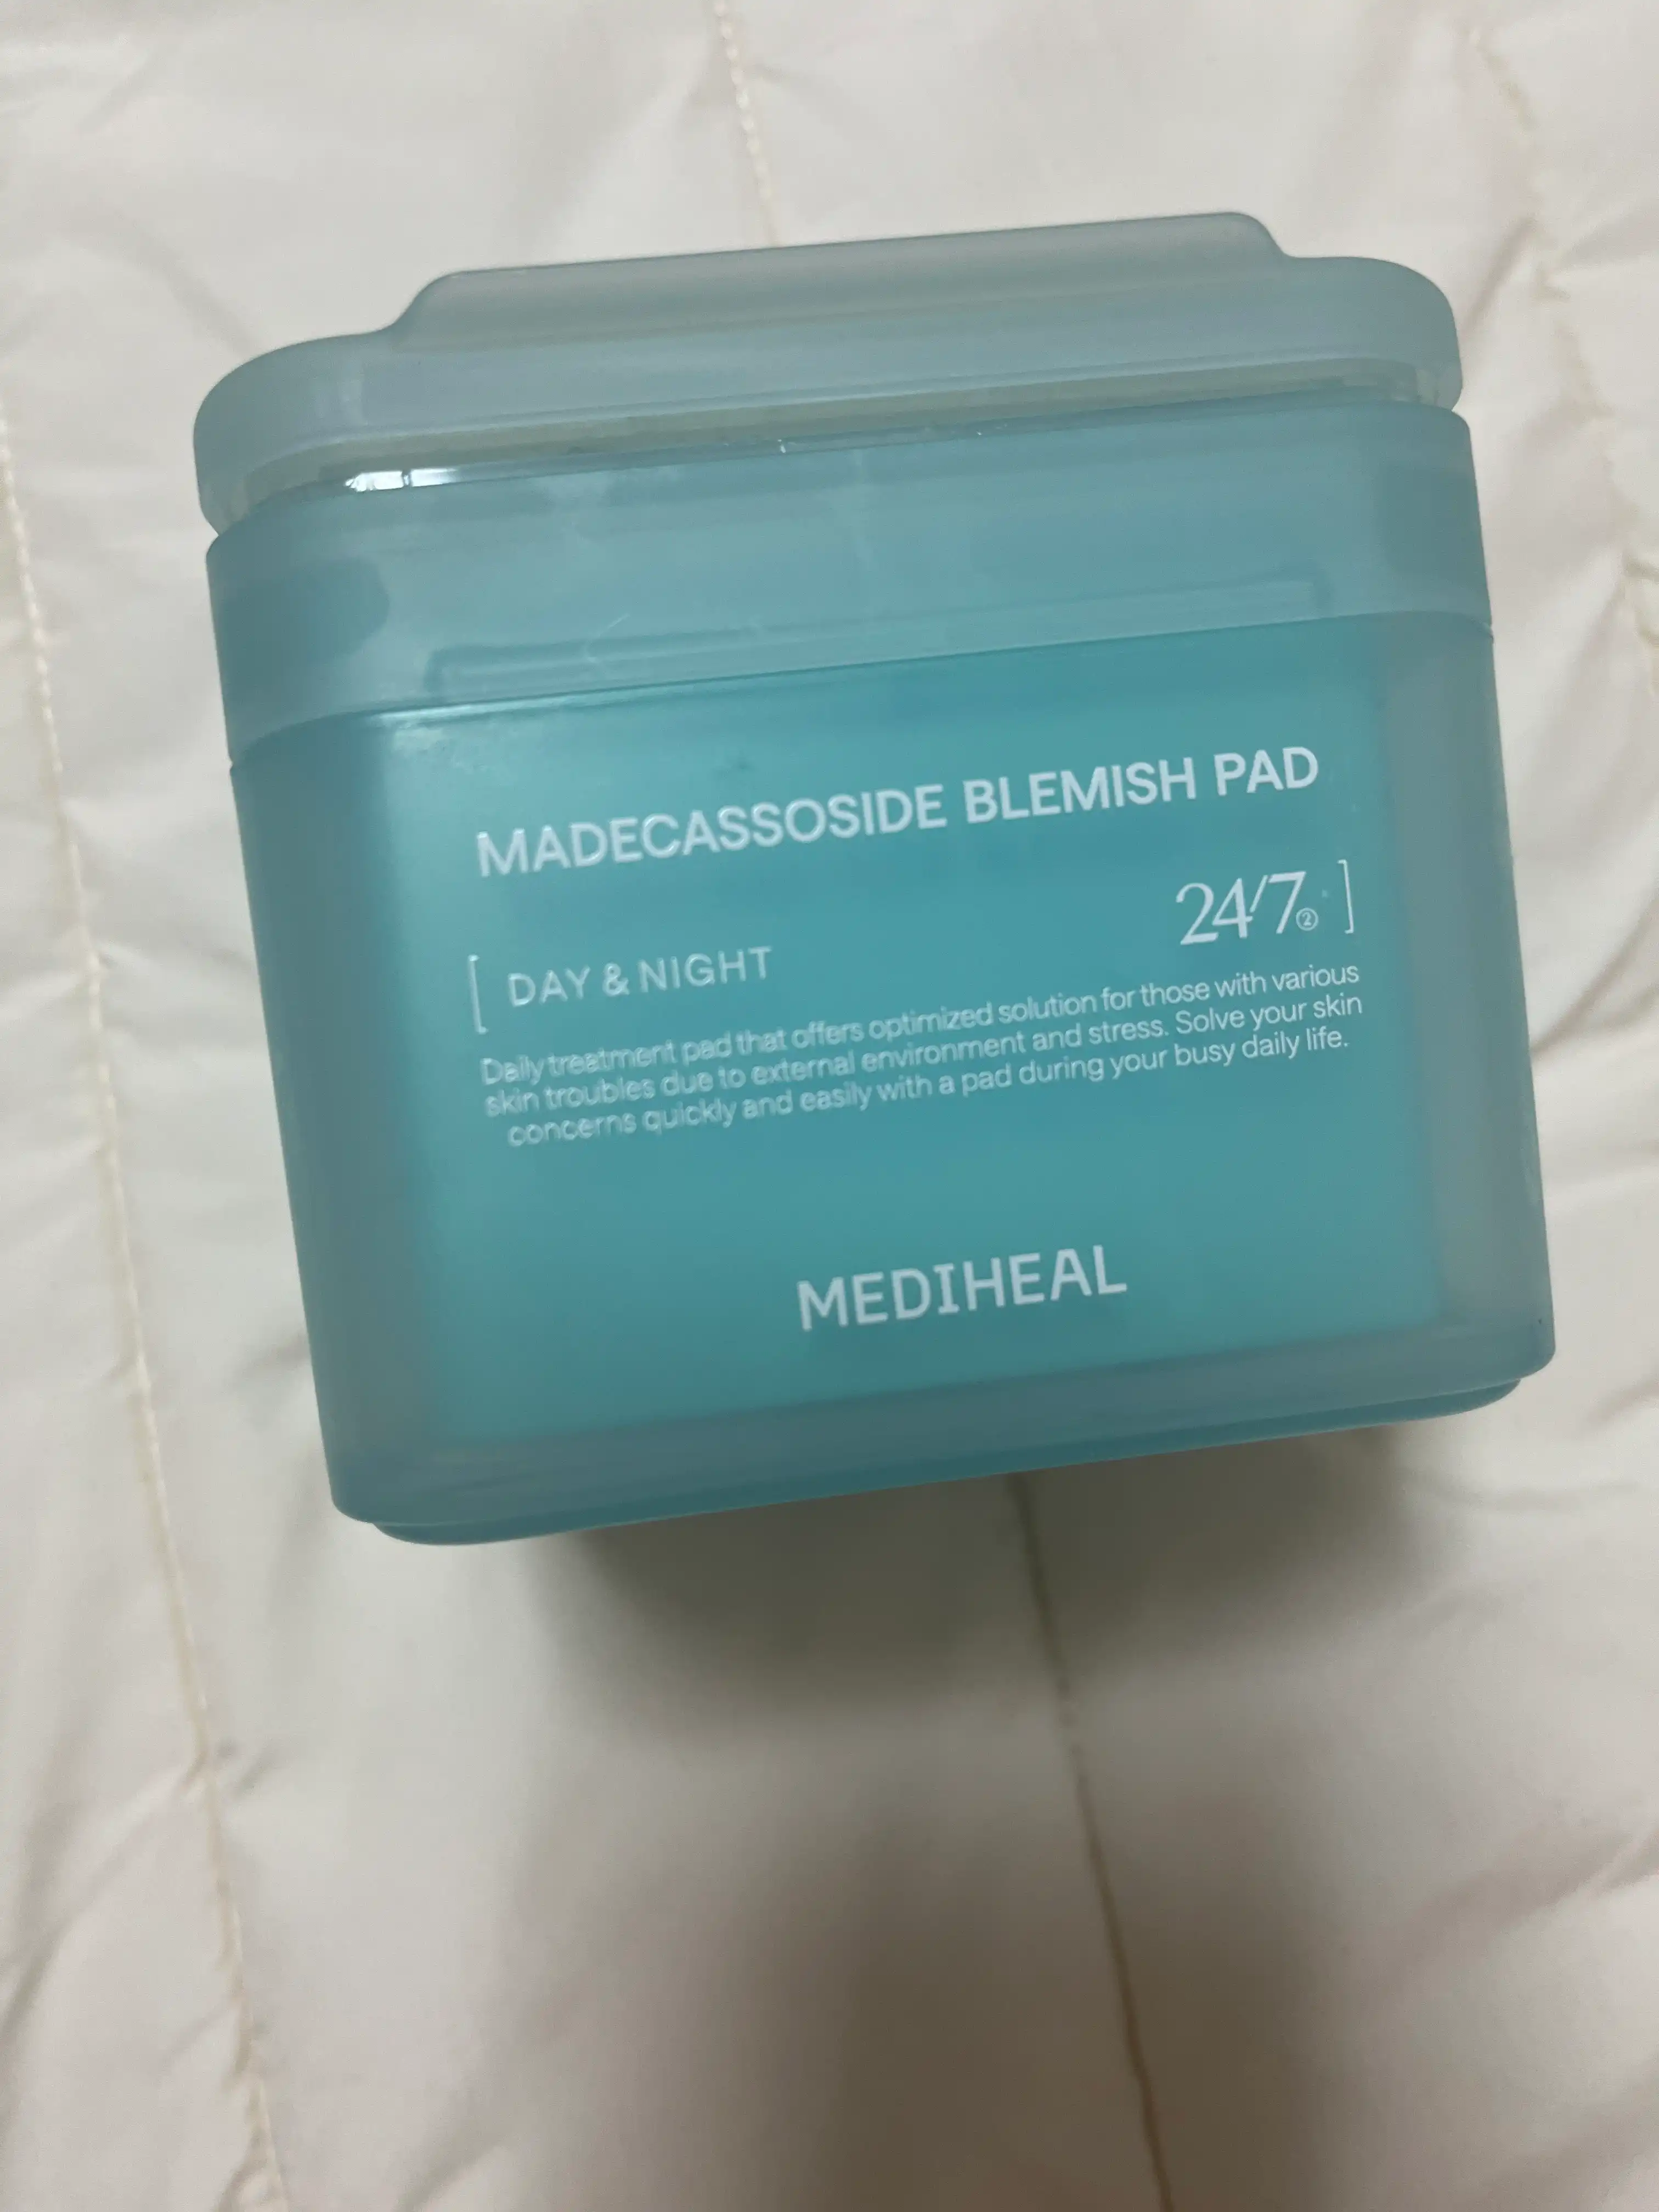 MADECASSOSIDE BLEMISH PAD
[ DAY & NIGHT 24/7② ]
Daily treatment pad that offers optimized solution for those with various
skin troubles due to external environment and stress. Solve your skin
concerns quickly and easily with a pad during your busy daily life.
MEDIHEAL